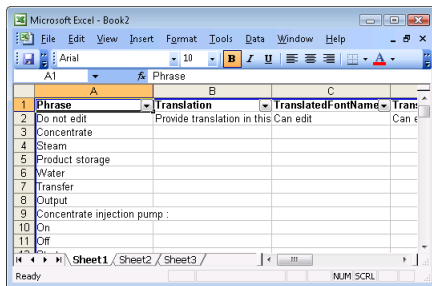 Microsoft Excel - Book2
File Edit View Insert Format Tools Data Window Help
Arial 10 B I U A
A1 fx Phrase
A B C
1 Phrase Translation TranslatedFontName Trans
2 Do not edit Provide translation in this Can edit Can e
3 Concentrate
4 Steam
5 Product storage
6 Water
7 Transfer
8 Output
9 Concentrate injection pump :
10 On
11 Off
Sheet1 Sheet2 Sheet3
Ready NUM SCRL